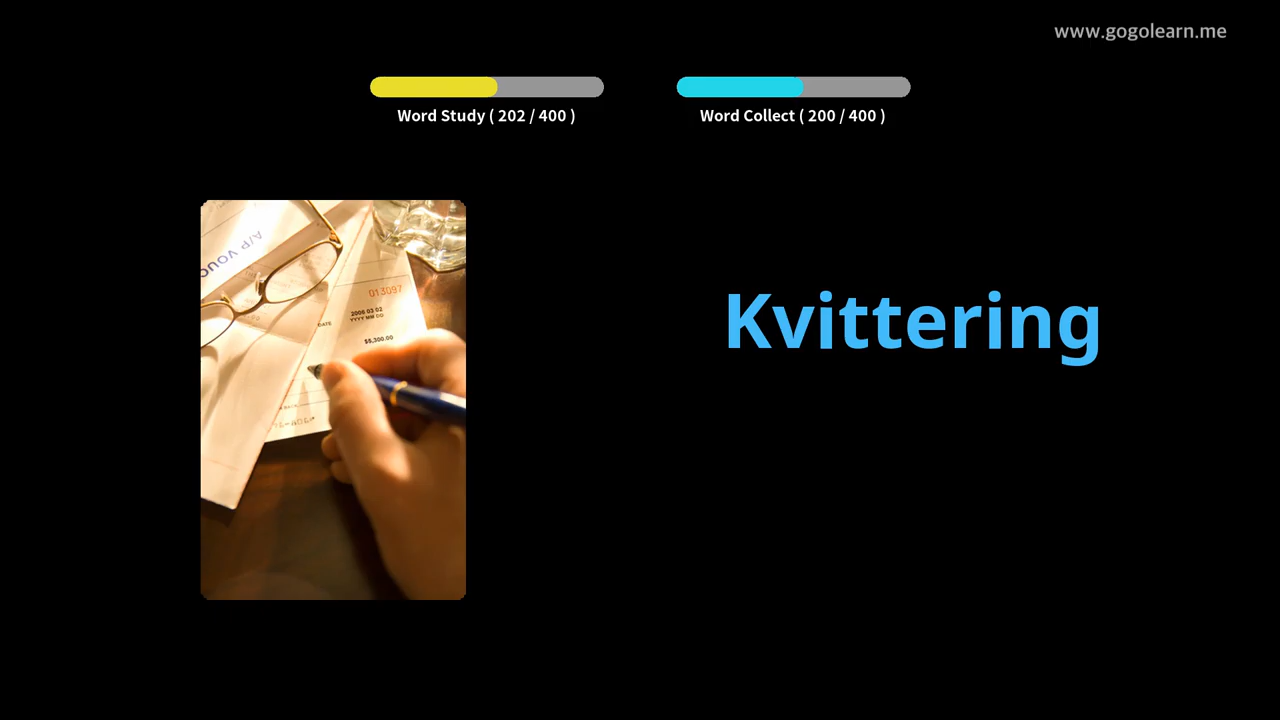 www.gogolearn.me
Word Study ( 202 / 400 )
Word Collect ( 200 / 400 )
A/P VOUC
013097
2006 03 02
DATE
YYYY MM DD
$5,300.00
Kvittering